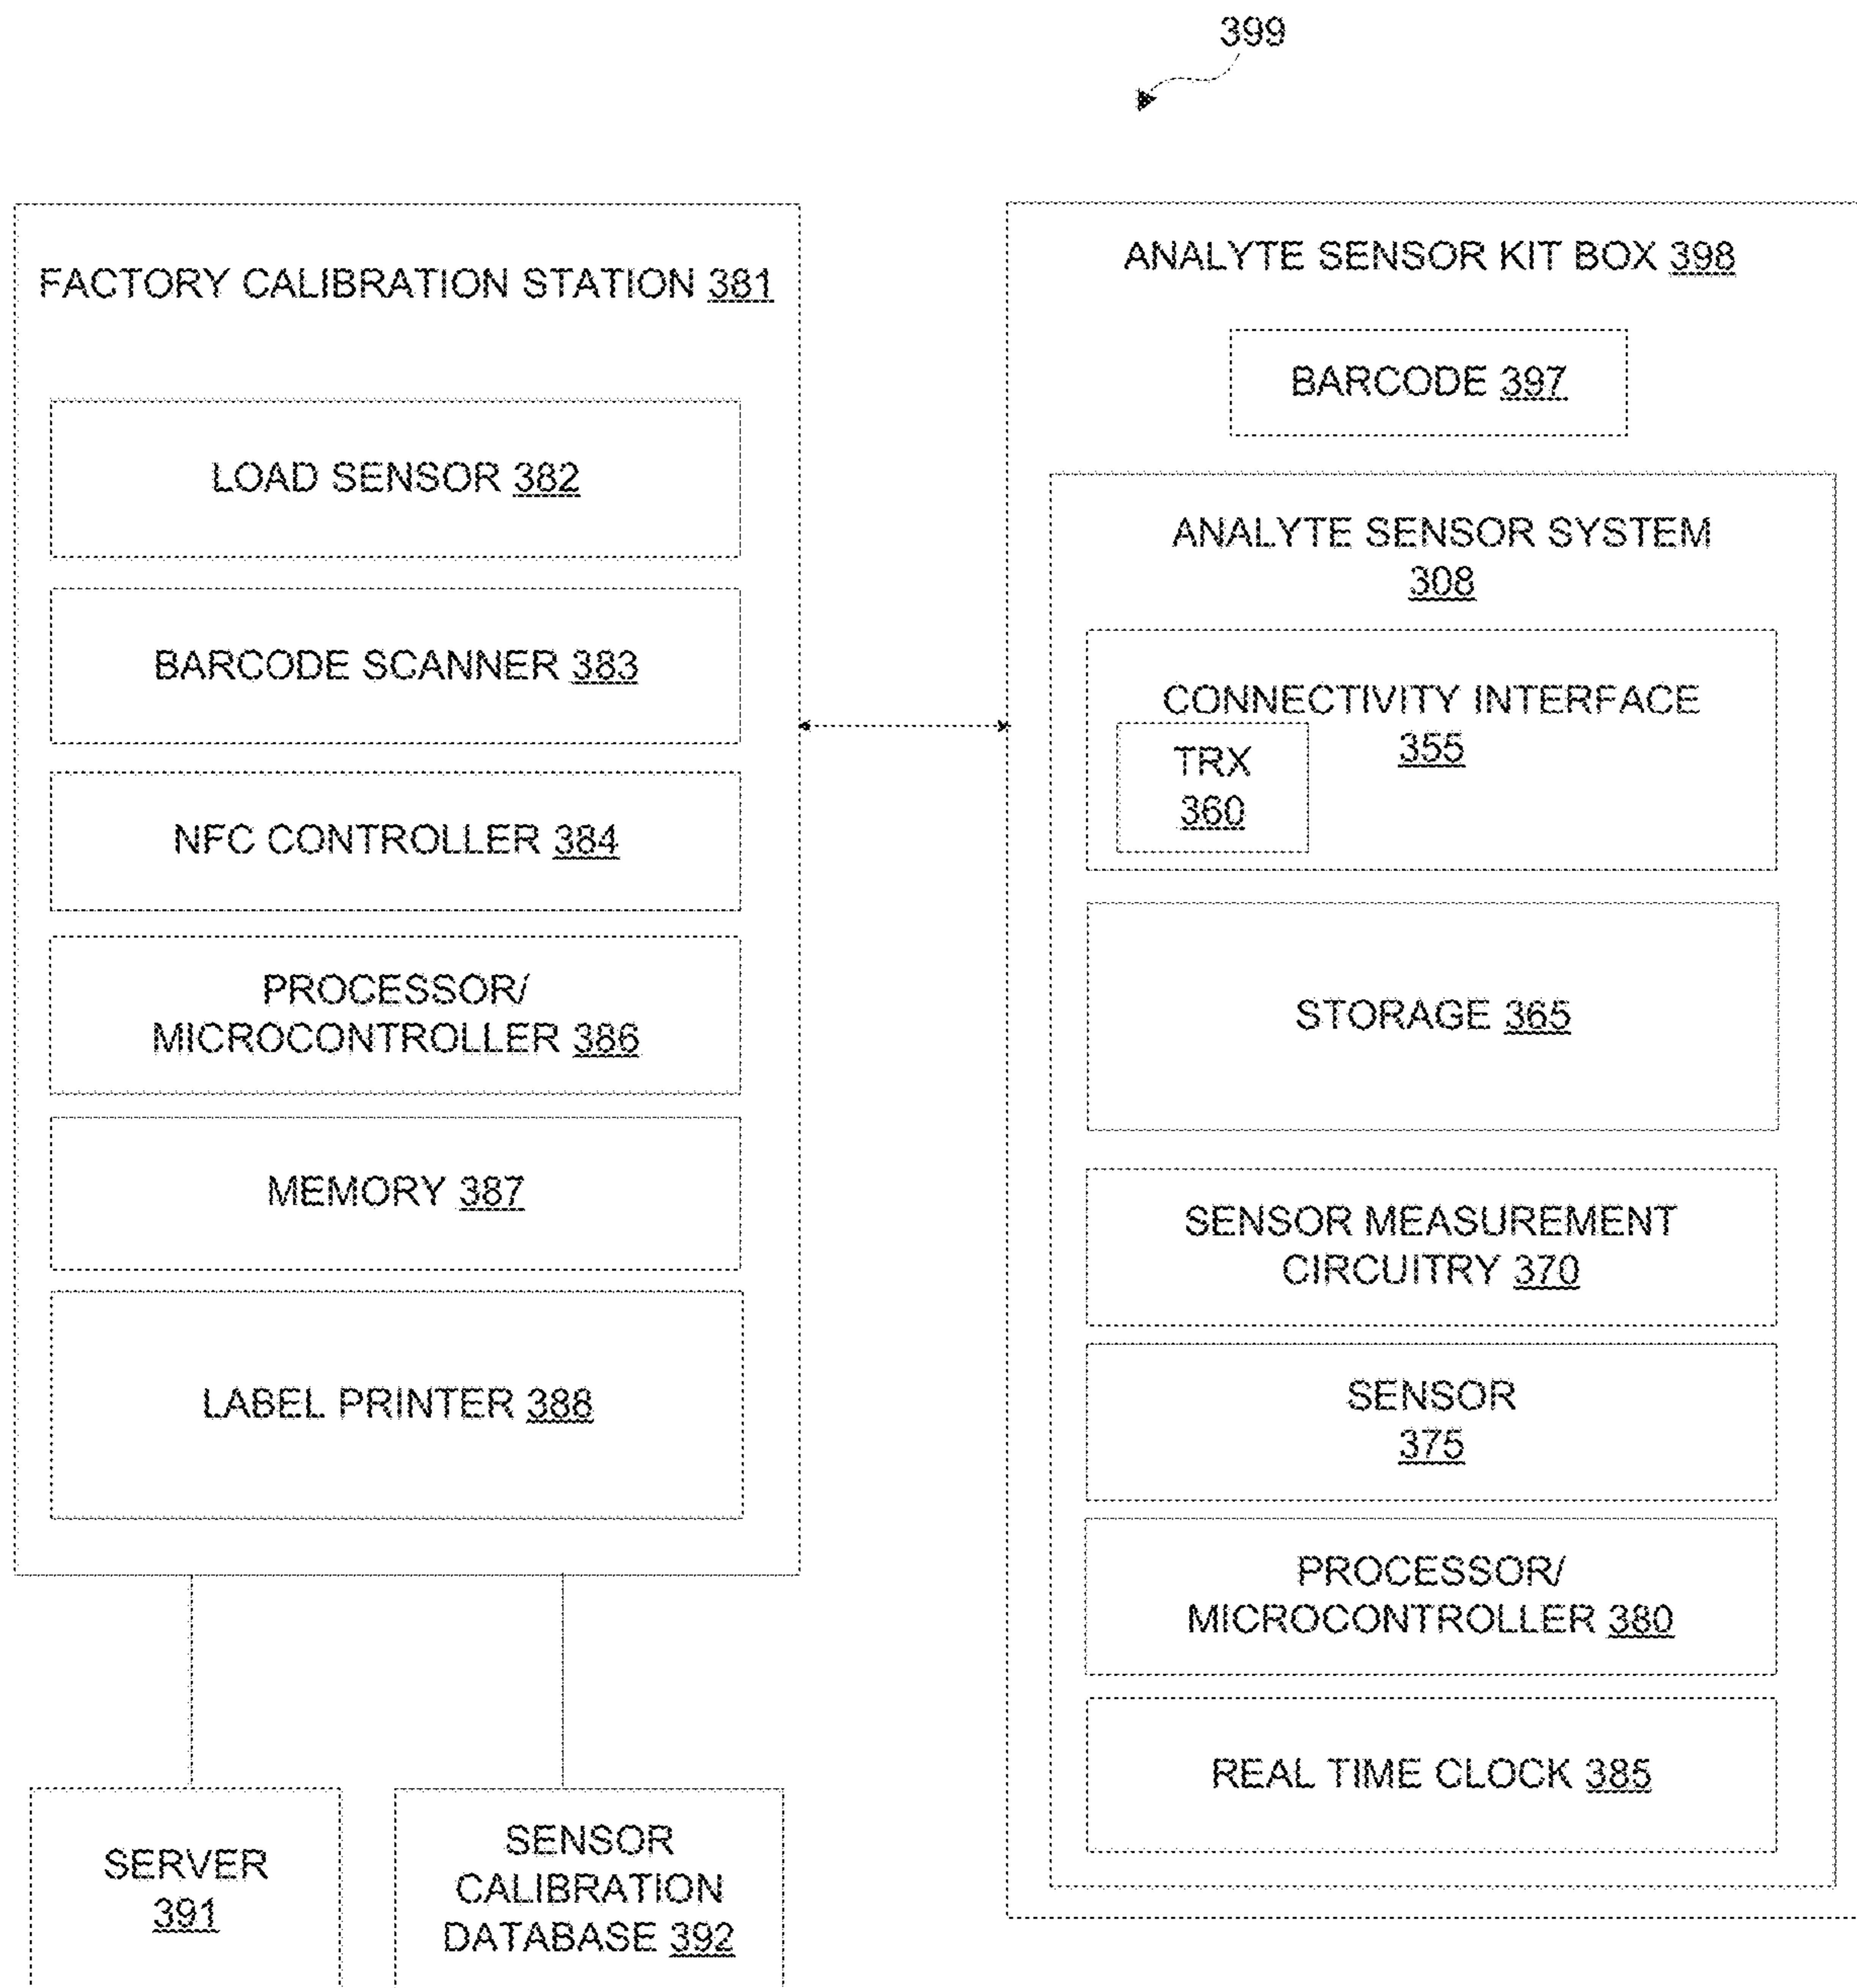 399
FACTORY CALIBRATION STATION 381
LOAD SENSOR 382
BARCODE SCANNER 383
NFC CONTROLLER 384
PROCESSOR/
MICROCONTROLLER 386
MEMORY 387
LABEL PRINTER 388
SERVER
391
SENSOR
CALIBRATION
DATABASE 392
ANALYTE SENSOR KIT BOX 398
BARCODE 397
ANALYTE SENSOR SYSTEM
308
CONNECTIVITY INTERFACE
355
TRX
360
STORAGE 365
SENSOR MEASUREMENT
CIRCUITRY 370
SENSOR
375
PROCESSOR/
MICROCONTROLLER 380
REAL TIME CLOCK 385